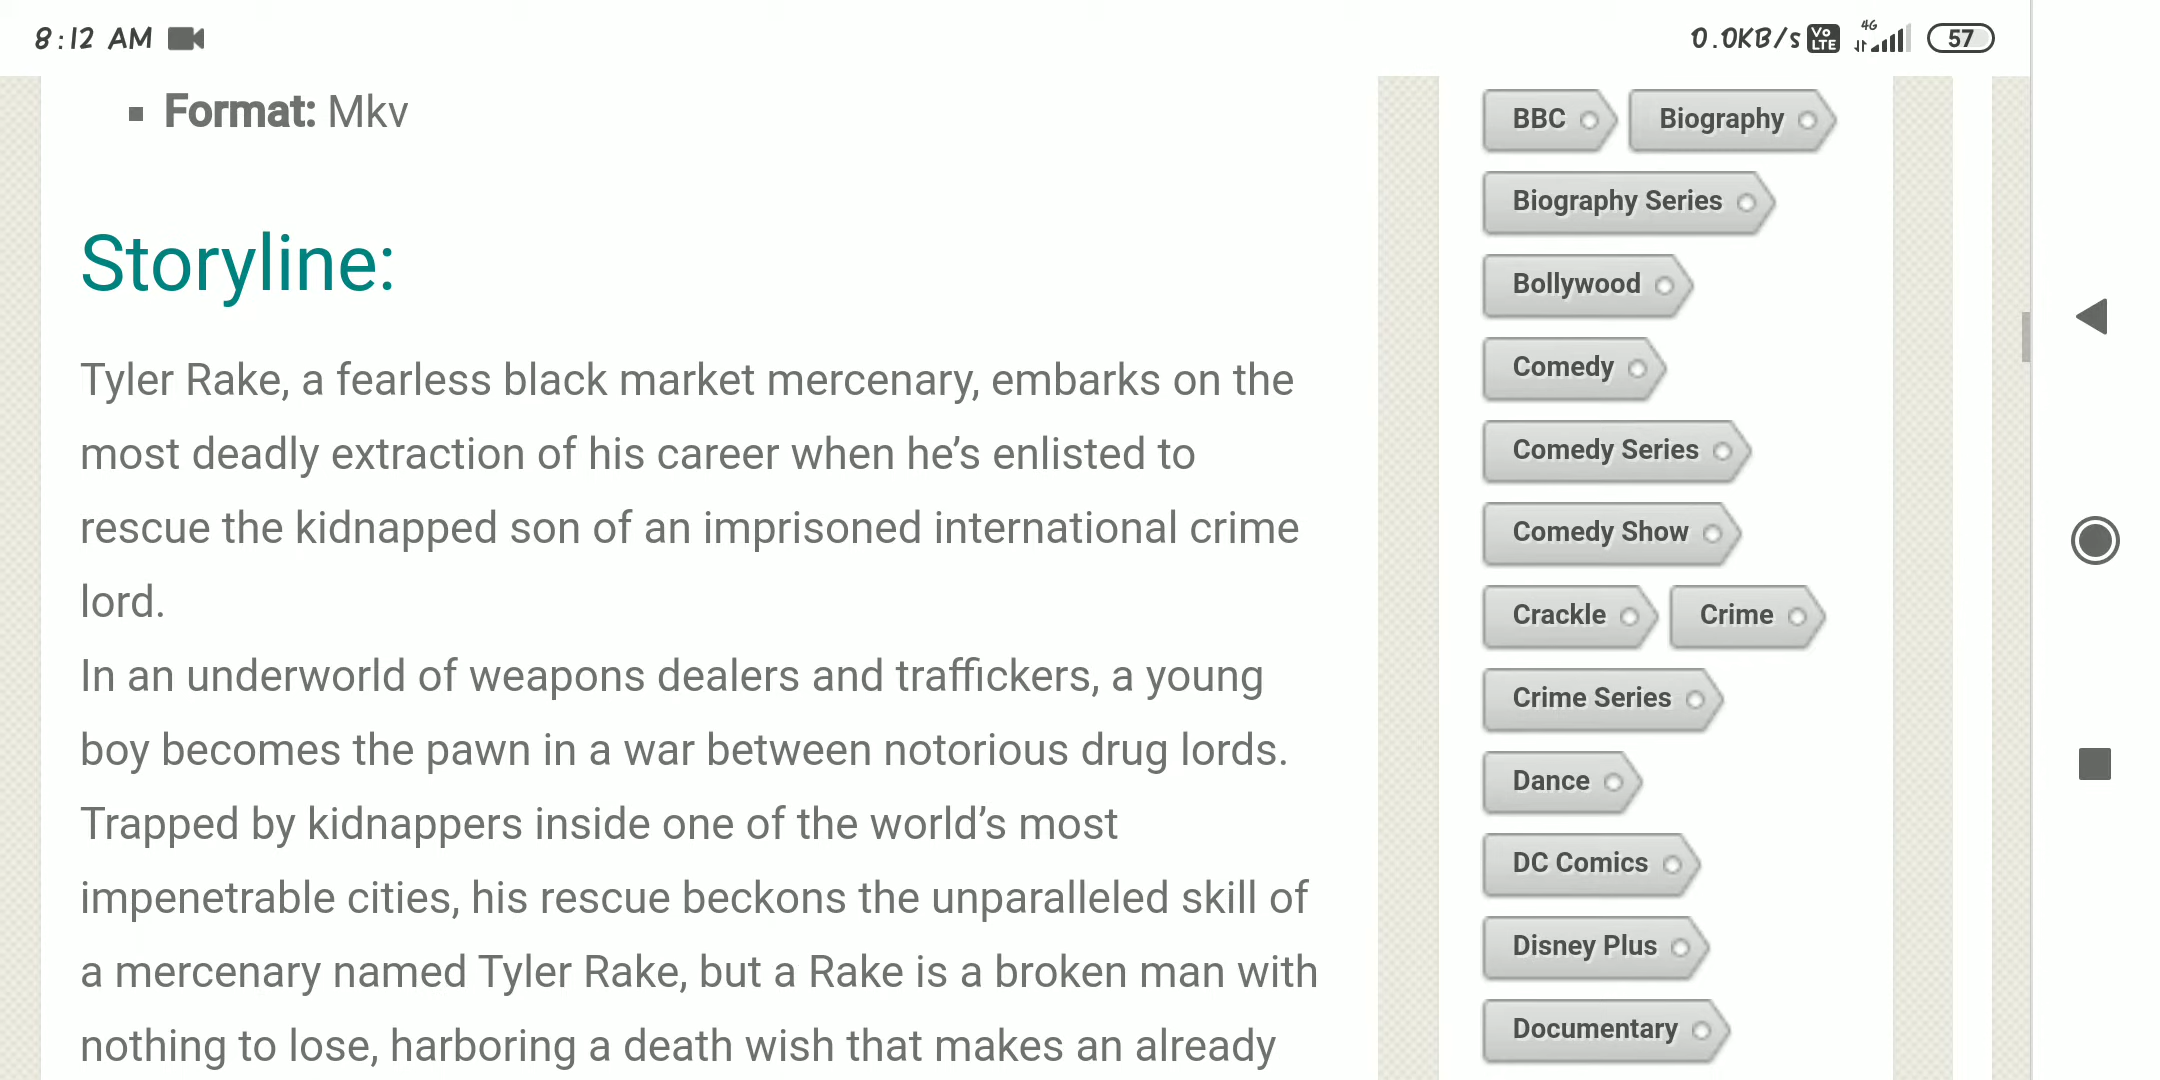 8:12 AM
0.0KB/s Vo LTE 4G 57
Format: Mkv
Storyline:
Tyler Rake, a fearless black market mercenary, embarks on the
most deadly extraction of his career when he’s enlisted to
rescue the kidnapped son of an imprisoned international crime
lord.
In an underworld of weapons dealers and traffickers, a young
boy becomes the pawn in a war between notorious drug lords.
Trapped by kidnappers inside one of the world’s most
impenetrable cities, his rescue beckons the unparalleled skill of
a mercenary named Tyler Rake, but a Rake is a broken man with
nothing to lose, harboring a death wish that makes an already
BBC Biography
Biography Series
Bollywood
Comedy
Comedy Series
Comedy Show
Crackle Crime
Crime Series
Dance
DC Comics
Disney Plus
Documentary